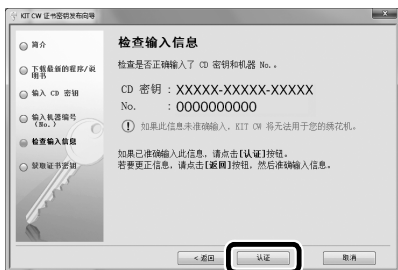 KIT CW 证书密钥发布向导
简介
下载最新的程序/说
明书
输入 CD 密钥
输入机器编号
(No.)
检查输入信息
获取证书密钥
检查输入信息
检查是否正确输入了 CD 密钥和机器 No.。
CD 密钥 : XXXXX-XXXXX-XXXXX
No. : 0000000000
如果此信息未准确输入，KIT CW 将无法用于您的绣花机。
如果已准确输入此信息，请点击[认证]按钮。
若要更正信息，请点击[返回]按钮，然后准确输入信息。
< 返回
认证
取消